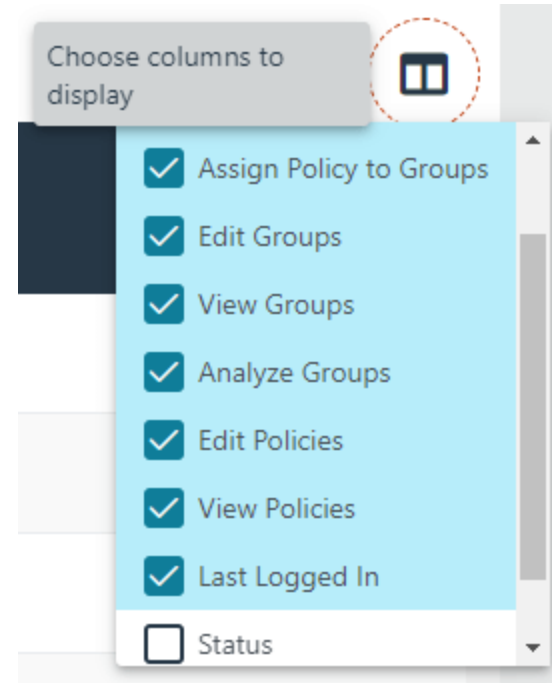 Choose columns to
display
Assign Policy to Groups
Edit Groups
View Groups
Analyze Groups
Edit Policies
View Policies
Last Logged In
Status